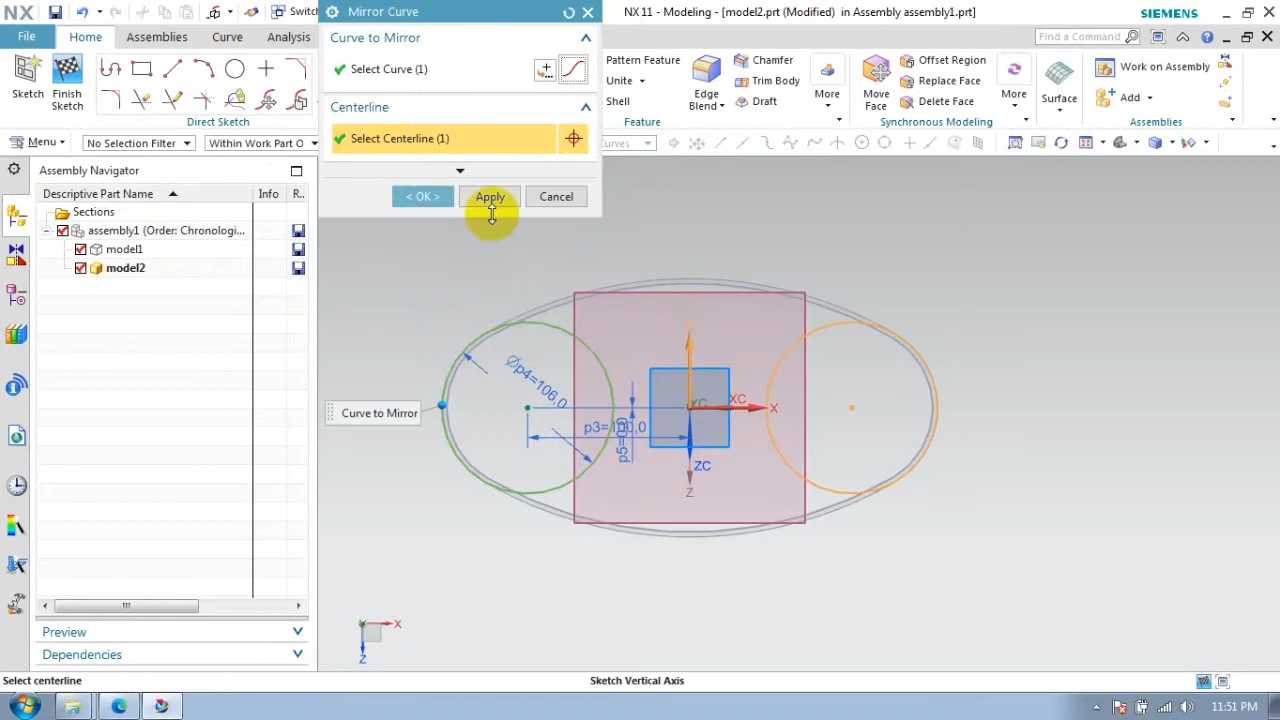 NX
Switch
Mirror Curve
NX 11 - Modeling - [model2.prt (Modified) in Assembly assembly1.prt]
SIEMENS
File
Home
Assemblies
Curve
Analysis
Find a Command
Curve to Mirror
Select Curve (1)
Centerline
Select Centerline (1)
< OK >
Apply
Cancel
Sketch
Finish
Sketch
Direct Sketch
Pattern Feature
Unite
Shell
Edge
Blend
Chamfer
Trim Body
Draft
More
Feature
Move
Face
Offset Region
Replace Face
Delete Face
More
Synchronous Modeling
Surface
Work on Assembly
Add
Assemblies
Menu
No Selection Filter
Within Work Part O
Curves
Assembly Navigator
Descriptive Part Name
Info
R..
Sections
assembly1 (Order: Chronologi...
model1
model2
Preview
Dependencies
Curve to Mirror
Øp4=106,0
p3=100,0
YC
XC
X
ZC
Z
X
Z
Select centerline
Sketch Vertical Axis
11:51 PM